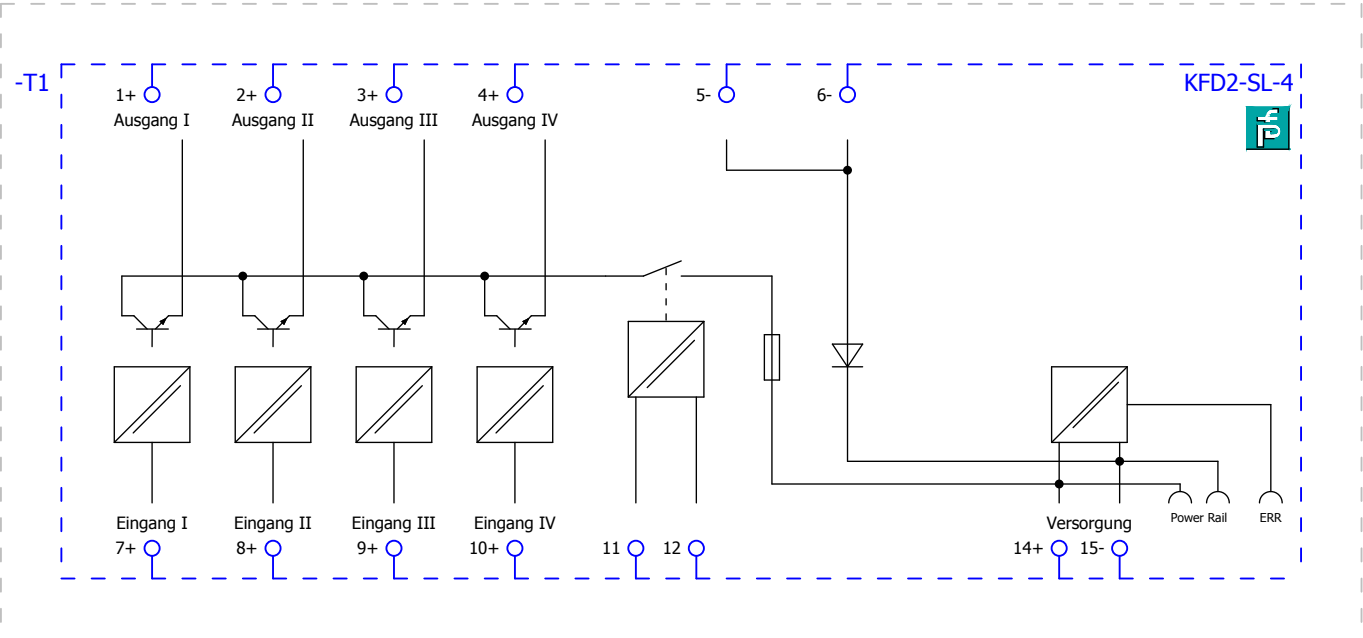 -T1
KFD2-SL-4
1+ 2+ 3+ 4+ 5- 6-
Ausgang I Ausgang II Ausgang III Ausgang IV
Eingang I Eingang II Eingang III Eingang IV Versorgung Power Rail ERR
7+ 8+ 9+ 10+ 11 12 14+ 15-